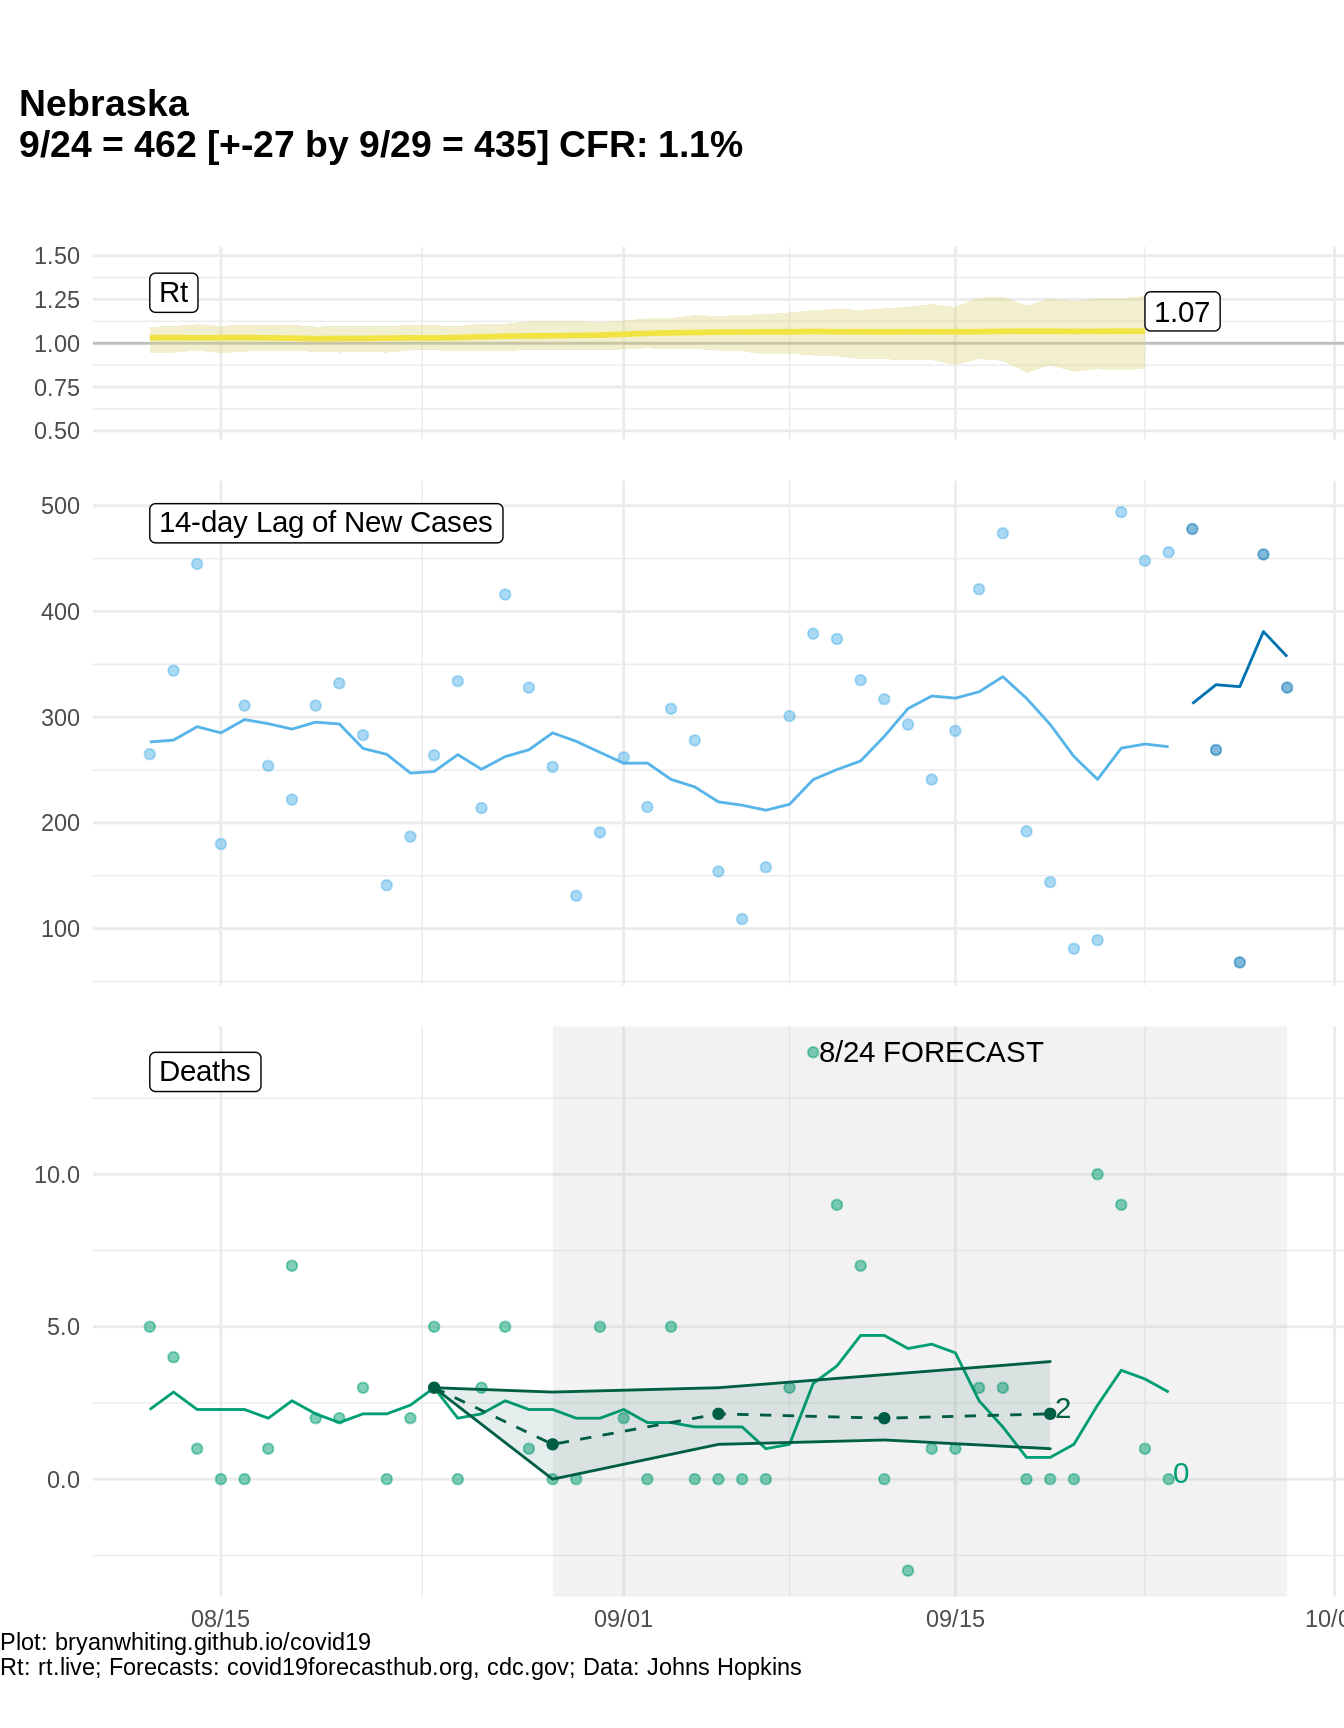 Nebraska
9/24 = 462 [+-27 by 9/29 = 435] CFR: 1.1%
1.50
Rt
1.25
1.07
1.00
0.75
0.50
500
14-day Lag of New Cases
400
300
200
100
8/24 FORECAST
Deaths
10.0
5.0
2
0
0.0
08/15 09/01 09/15 10/0
Plot: bryanwhiting.github.io/covid19
Rt: rt.live; Forecasts: covid19forecasthub.org, cdc.gov; Data: Johns Hopkins